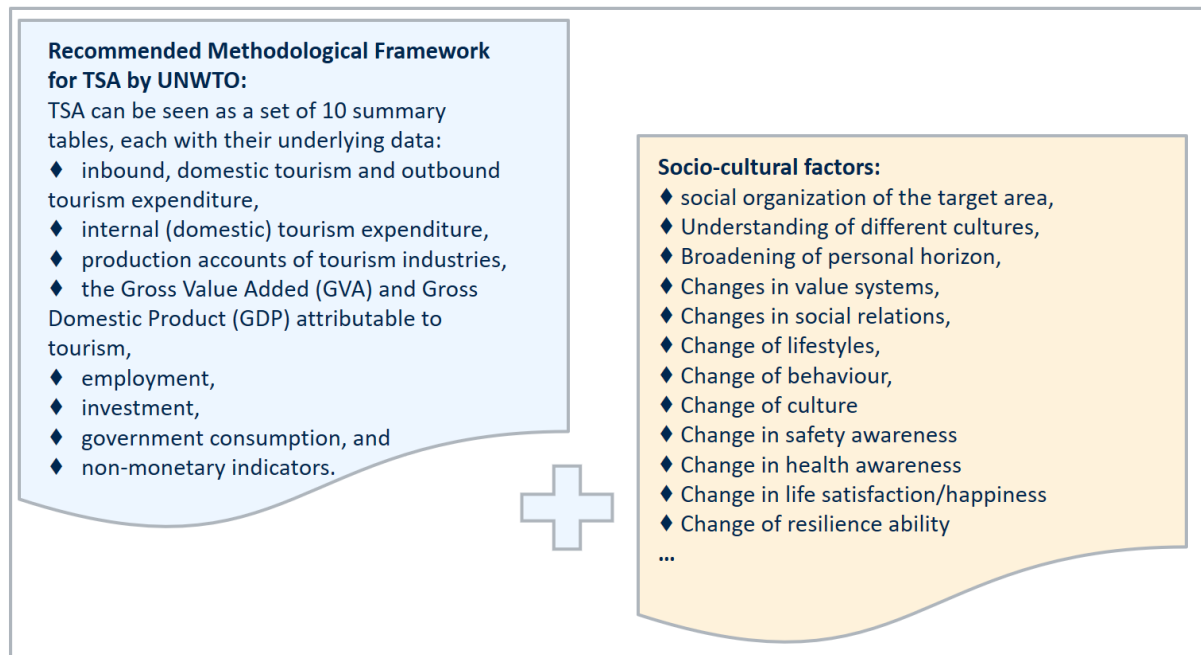 Recommended Methodological Framework
for TSA by UNWTO:
TSA can be seen as a set of 10 summary
tables, each with their underlying data:
♦ inbound, domestic tourism and outbound
tourism expenditure,
♦ internal (domestic) tourism expenditure,
♦ production accounts of tourism industries,
♦ the Gross Value Added (GVA) and Gross
Domestic Product (GDP) attributable to
tourism,
♦ employment,
♦ investment,
♦ government consumption, and
♦ non-monetary indicators.
Socio-cultural factors:
♦ social organization of the target area,
♦ Understanding of different cultures,
♦ Broadening of personal horizon,
♦ Changes in value systems,
♦ Changes in social relations,
♦ Change of lifestyles,
♦ Change of behaviour,
♦ Change of culture
♦ Change in safety awareness
♦ Change in health awareness
♦ Change in life satisfaction/happiness
♦ Change of resilience ability
...